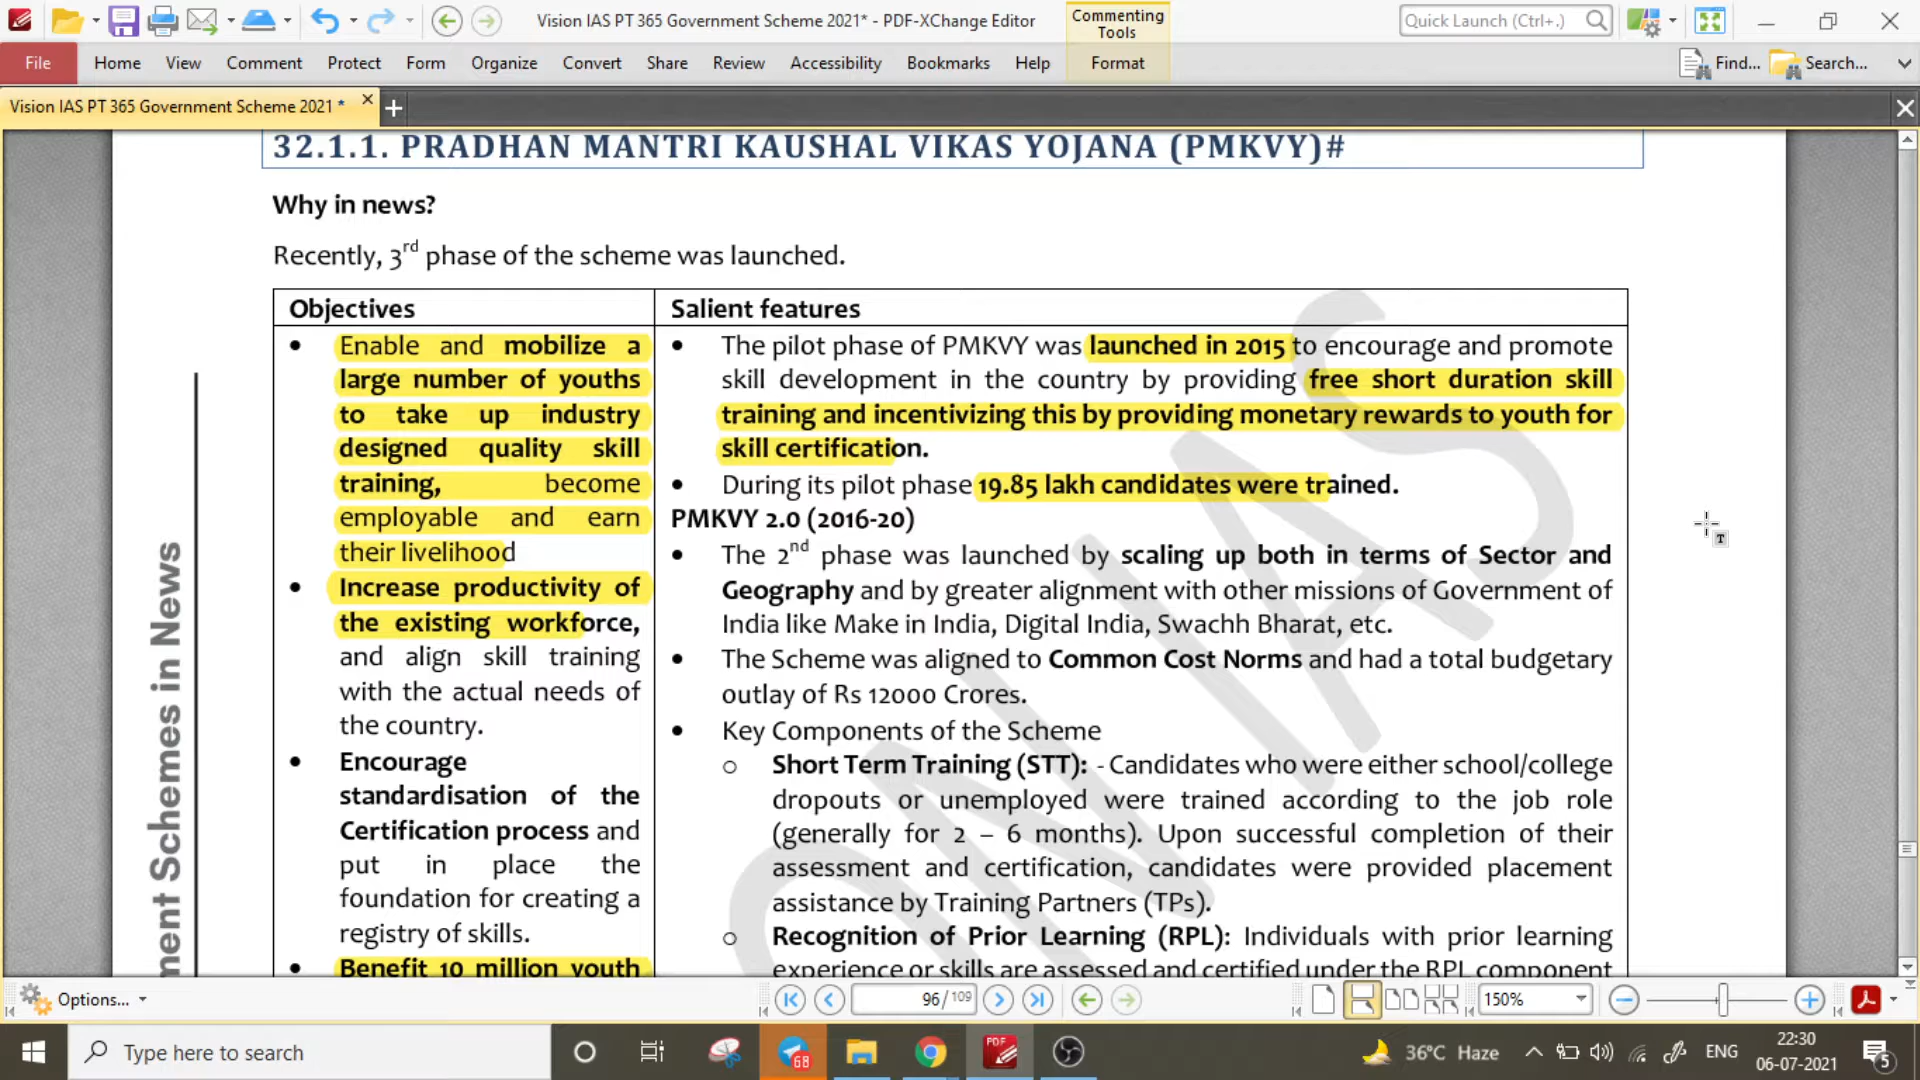 Vision IAS PT 365 Government Scheme 2021* - PDF-XChange Editor
Commenting Tools
Quick Launch (Ctrl+.)
File Home View Comment Protect Form Organize Convert Share Review Accessibility Bookmarks Help Format Find... Search...
Vision IAS PT 365 Government Scheme 2021 *
32.1.1. PRADHAN MANTRI KAUSHAL VIKAS YOJANA (PMKVY)#
Why in news?
Recently, 3rd phase of the scheme was launched.
Objectives
• Enable and mobilize a
large number of youths
to take up industry
designed quality skill
training, become
employable and earn
their livelihood
• Increase productivity of
the existing workforce,
and align skill training
with the actual needs of
the country.
• Encourage
standardisation of the
Certification process and
put in place the
foundation for creating a
registry of skills.
• Benefit 10 million youth
Salient features
• The pilot phase of PMKVY was launched in 2015 to encourage and promote
skill development in the country by providing free short duration skill
training and incentivizing this by providing monetary rewards to youth for
skill certification.
• During its pilot phase 19.85 lakh candidates were trained.
PMKVY 2.0 (2016-20)
• The 2nd phase was launched by scaling up both in terms of Sector and
Geography and by greater alignment with other missions of Government of
India like Make in India, Digital India, Swachh Bharat, etc.
• The Scheme was aligned to Common Cost Norms and had a total budgetary
outlay of Rs 12000 Crores.
• Key Components of the Scheme
o Short Term Training (STT): - Candidates who were either school/college
dropouts or unemployed were trained according to the job role
(generally for 2 – 6 months). Upon successful completion of their
assessment and certification, candidates were provided placement
assistance by Training Partners (TPs).
o Recognition of Prior Learning (RPL): Individuals with prior learning
experience or skills are assessed and certified under the RPL component
ment Schemes in News
ON IAS
Options...
96 / 109
150%
Type here to search
68
PDF
36°C Haze
ENG
22:30
06-07-2021
5